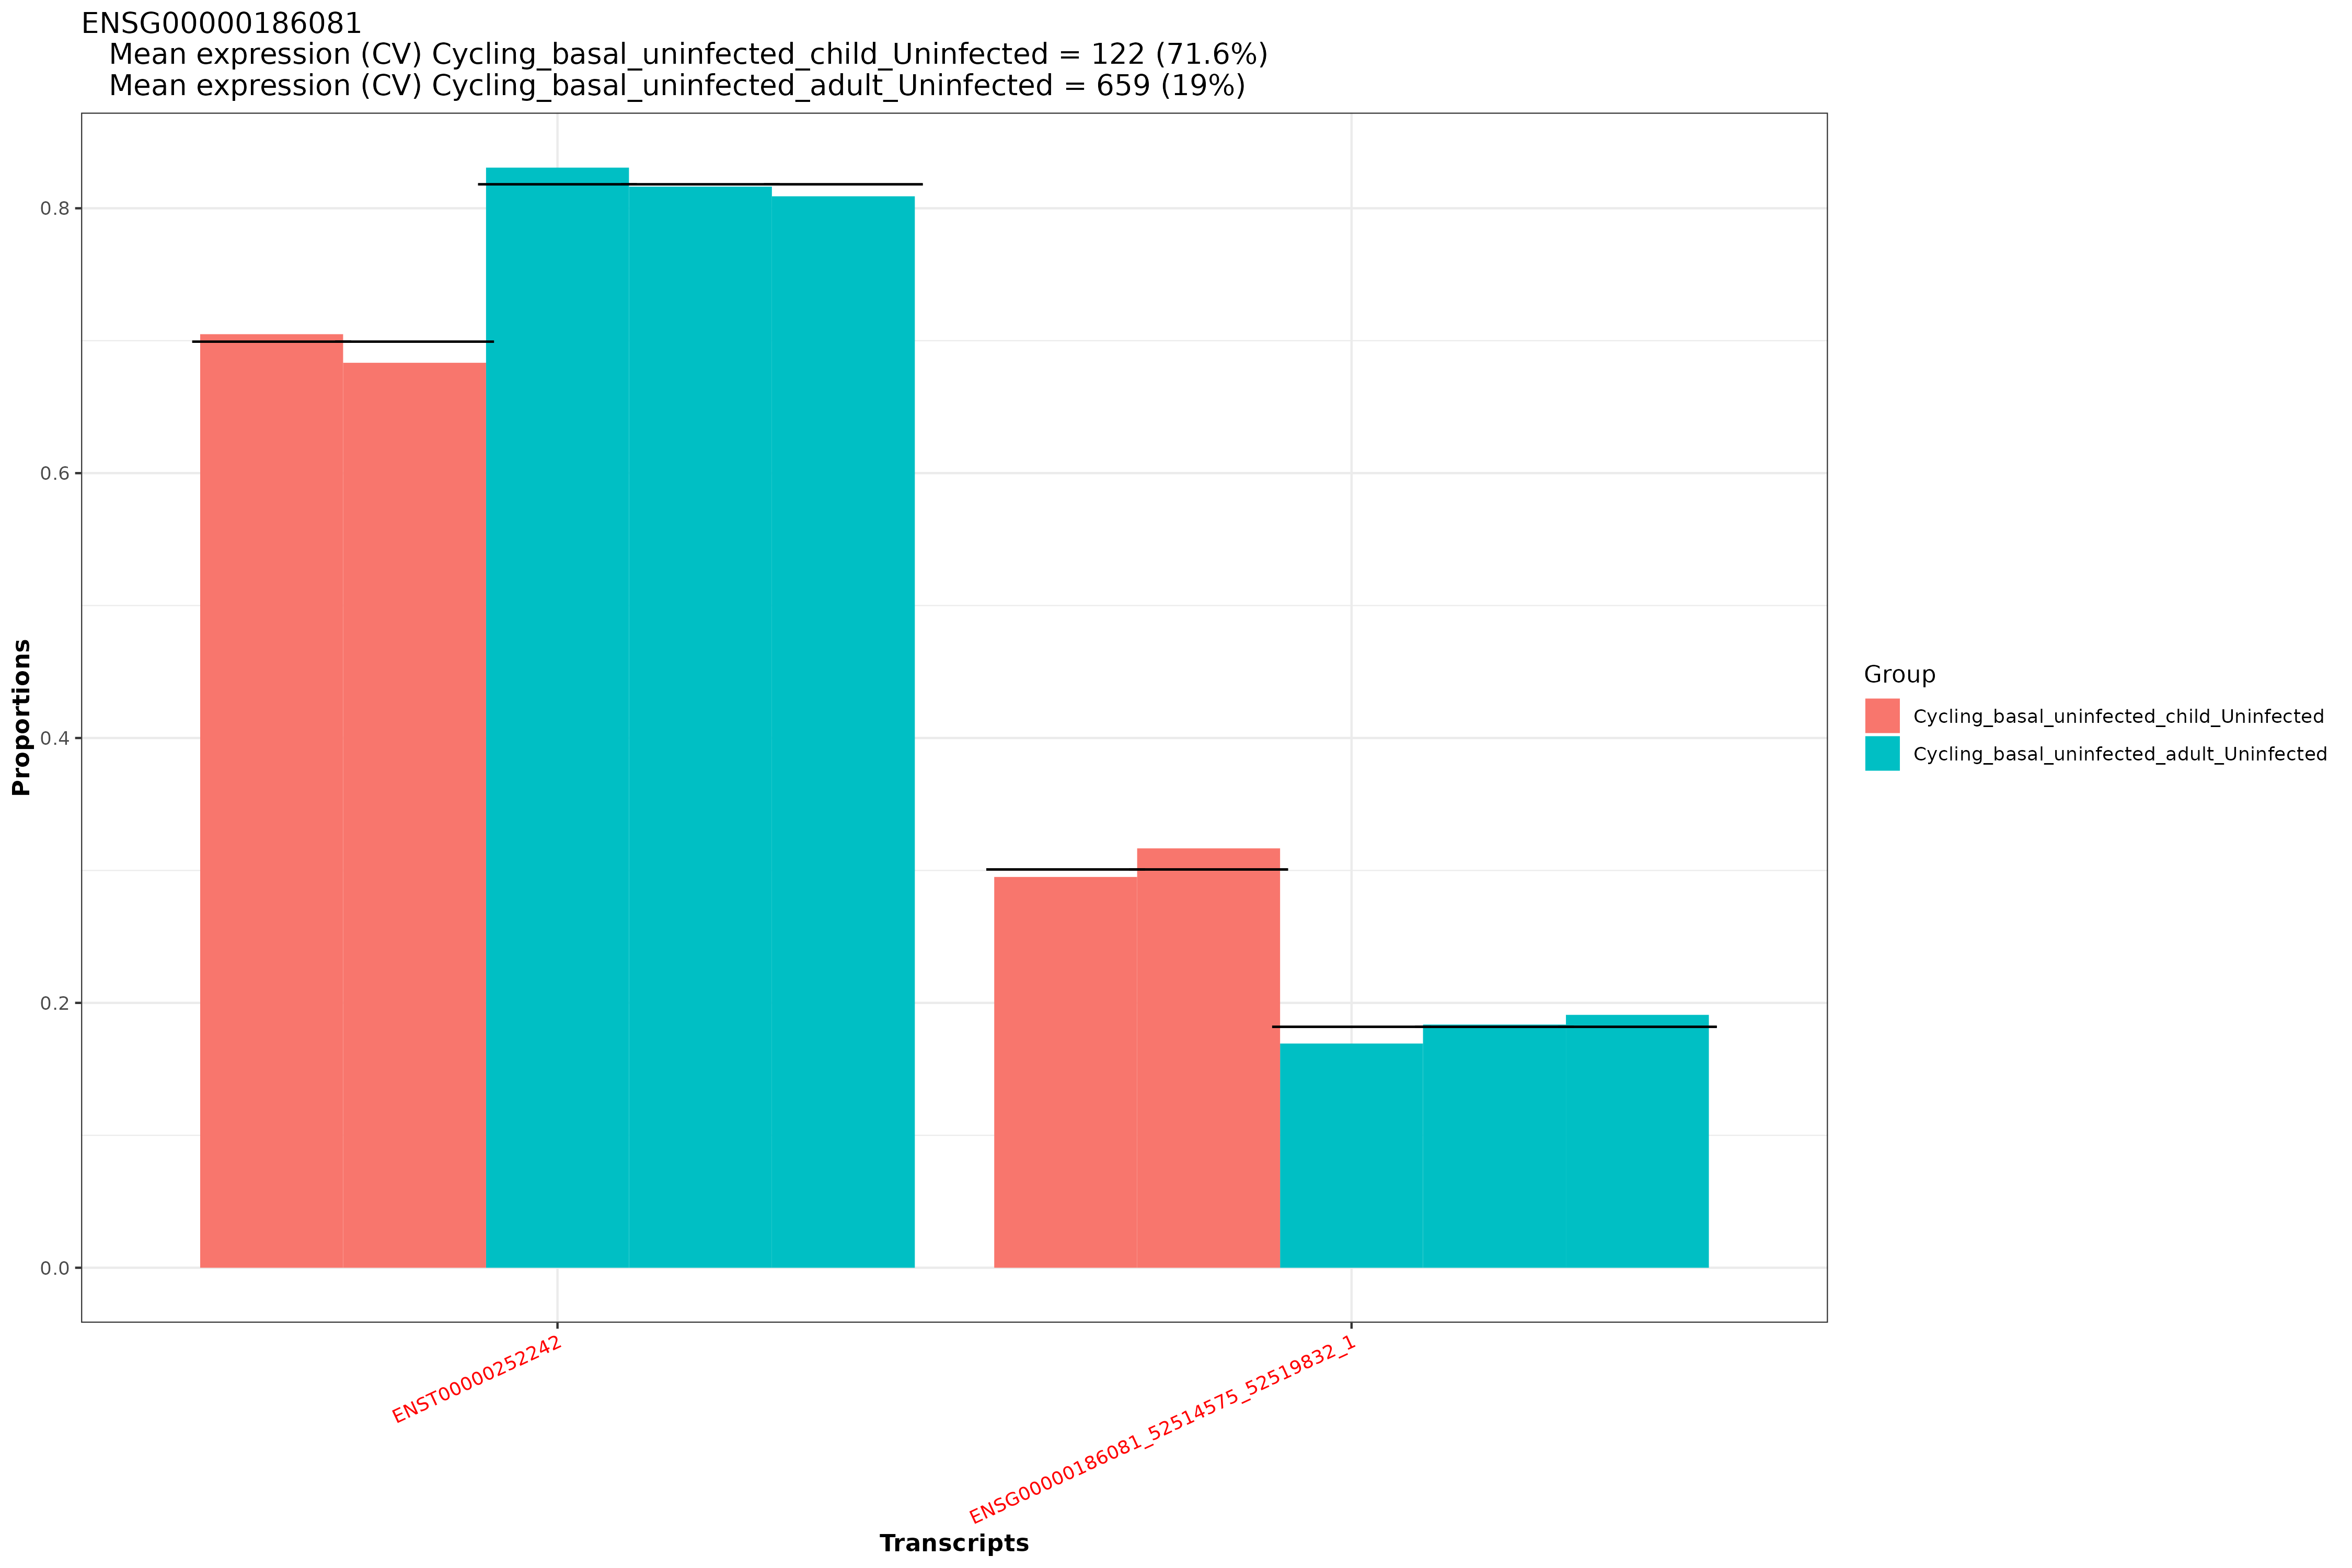 ENSG00000186081
Mean expression (CV) Cycling_basal_uninfected_child_Uninfected = 122 (71.6%)
Mean expression (CV) Cycling_basal_uninfected_adult_Uninfected = 659 (19%)
0.8
0.6
0.4
0.2
0.0
Proportions
ENST00000252242
ENSG00000186081_52514575_52519832_1
Transcripts
Group
Cycling_basal_uninfected_child_Uninfected
Cycling_basal_uninfected_adult_Uninfected